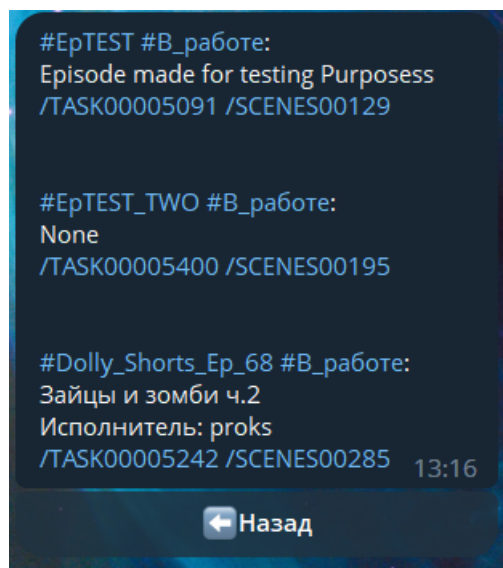 #EpTEST #В_работе:
Episode made for testing Purposess
/TASK00005091 /SCENES00129
#EpTEST_TWO #В_работе:
None
/TASK00005400 /SCENES00195
#Dolly_Shorts_Ep_68 #В_работе:
Зайцы и зомби ч.2
Исполнитель: proks
/TASK00005242 /SCENES00285 13:16
Назад